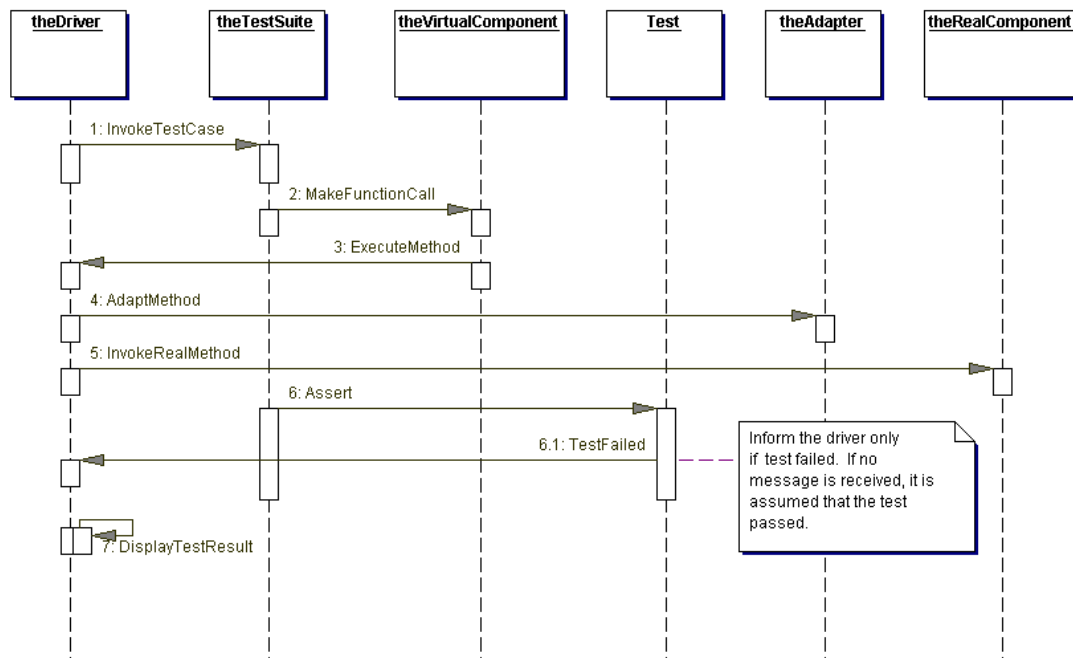 theDriver
theTestSuite
theVirtualComponent
Test
theAdapter
theRealComponent
1: InvokeTestCase
2: MakeFunctionCall
3: ExecuteMethod
4: AdaptMethod
5: InvokeRealMethod
6: Assert
6.1: TestFailed
Inform the driver only
if test failed. If no
message is received, it is
assumed that the test
passed.
7: DisplayTestResult